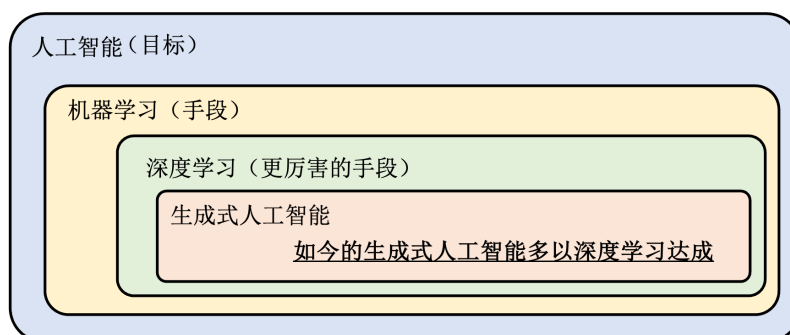 人工智能（目标）
机器学习（手段）
深度学习（更厉害的手段）
生成式人工智能
如今的生成式人工智能多以深度学习达成